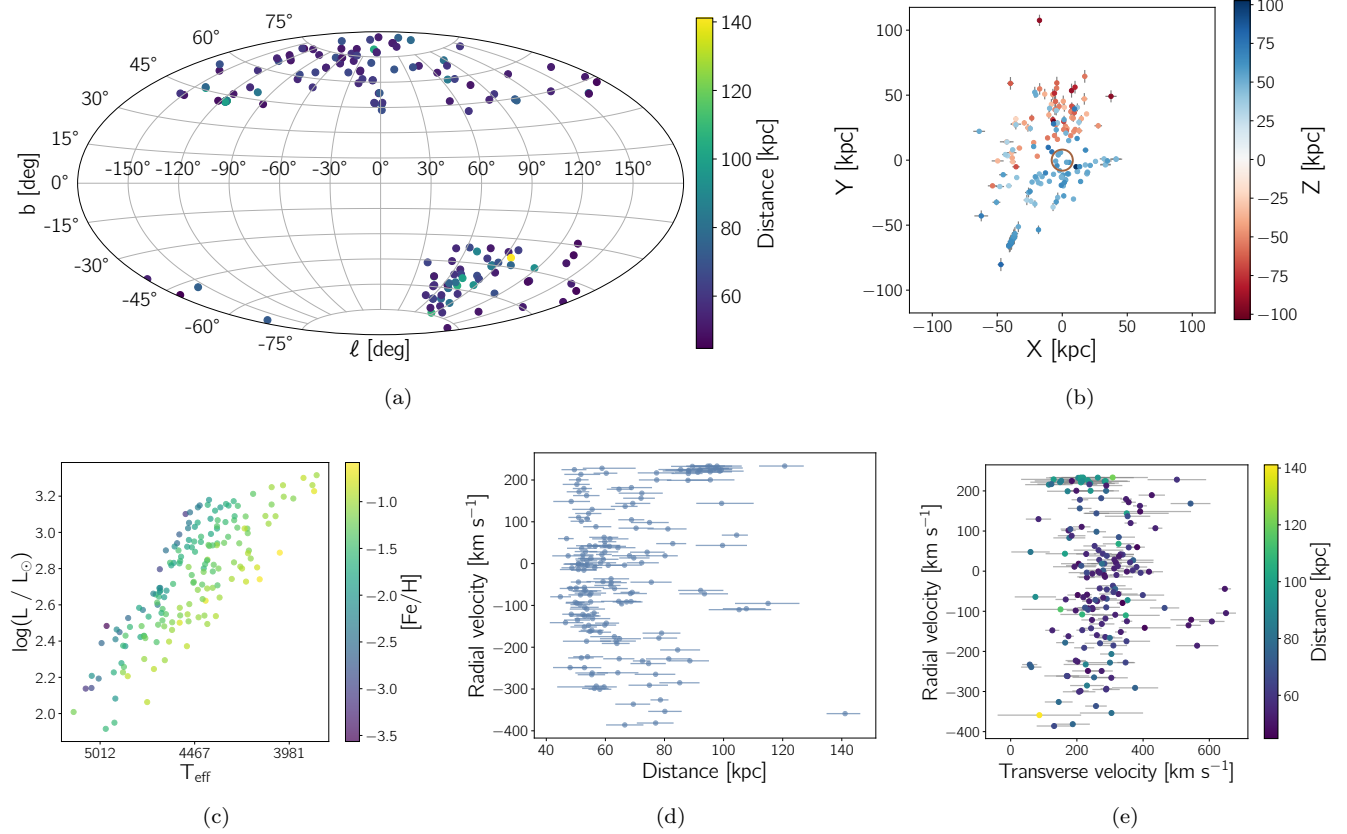 75°
60°
45°
30°
15°
0°
-15°
-30°
-45°
-60°
-75°
-150° -120° -90° -60° -30° 0° 30° 60° 90° 120° 150°
b [deg]
ℓ [deg]
140
120
100
80
60
Distance [kpc]
(a)
100
50
0
−50
−100
Y [kpc]
−100 −50 0 50 100
X [kpc]
100
75
50
25
0
−25
−50
−75
−100
Z [kpc]
(b)
3.2
3.0
2.8
2.6
2.4
2.2
2.0
log(L / L⊙)
5012 4467 3981
Teff
−1.0
−1.5
−2.0
−2.5
−3.0
−3.5
[Fe/H]
(c)
200
100
0
−100
−200
−300
−400
Radial velocity [km s⁻¹]
40 60 80 100 120 140
Distance [kpc]
(d)
200
100
0
−100
−200
−300
−400
Radial velocity [km s⁻¹]
0 200 400 600
Transverse velocity [km s⁻¹]
140
120
100
80
60
Distance [kpc]
(e)